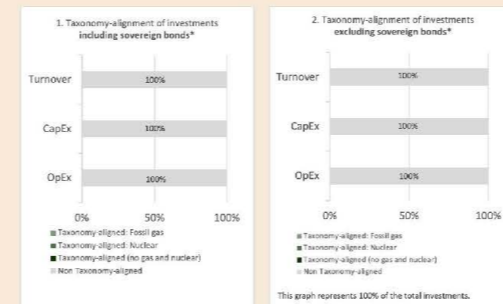 1. Taxonomy-alignment of investments
including sovereign bonds*
Turnover
100%
CapEx
100%
OpEx
100%
0%
50%
100%
Taxonomy-aligned: Fossil gas
Taxonomy-aligned: Nuclear
Taxonomy-aligned (no gas and nuclear)
Non Taxonomy-aligned
2. Taxonomy-alignment of investments
excluding sovereign bonds*
Turnover
100%
CapEx
100%
OpEx
100%
0%
50%
100%
Taxonomy-aligned: Fossil gas
Taxonomy-aligned: Nuclear
Taxonomy-aligned (no gas and nuclear)
Non Taxonomy-aligned
This graph represents 100% of the total investments.